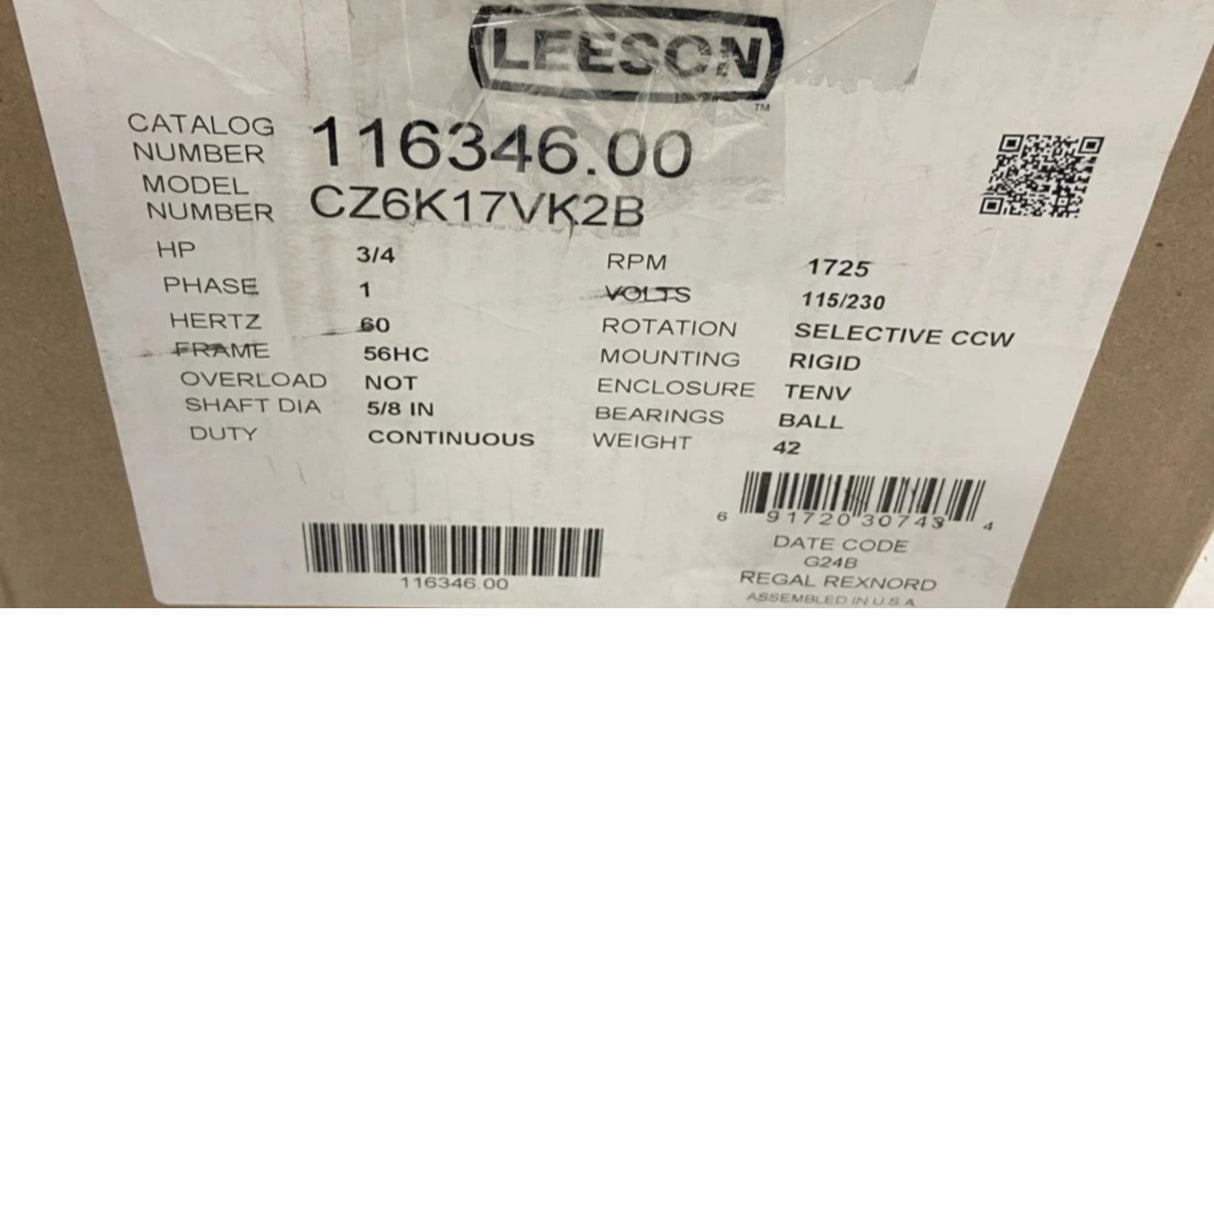 LEESON
TM
CATALOG NUMBER 116346.00
MODEL NUMBER CZ6K17VK2B
HP 3/4 RPM 1725
PHASE 1 VOLTS 115/230
HERTZ 60 ROTATION SELECTIVE CCW
FRAME 56HC MOUNTING RIGID
OVERLOAD NOT ENCLOSURE TENV
SHAFT DIA 5/8 IN BEARINGS BALL
DUTY CONTINUOUS WEIGHT 42
6 91720 30743 4
116346.00
DATE CODE
G24B
REGAL REXNORD
ASSEMBLED IN U.S.A